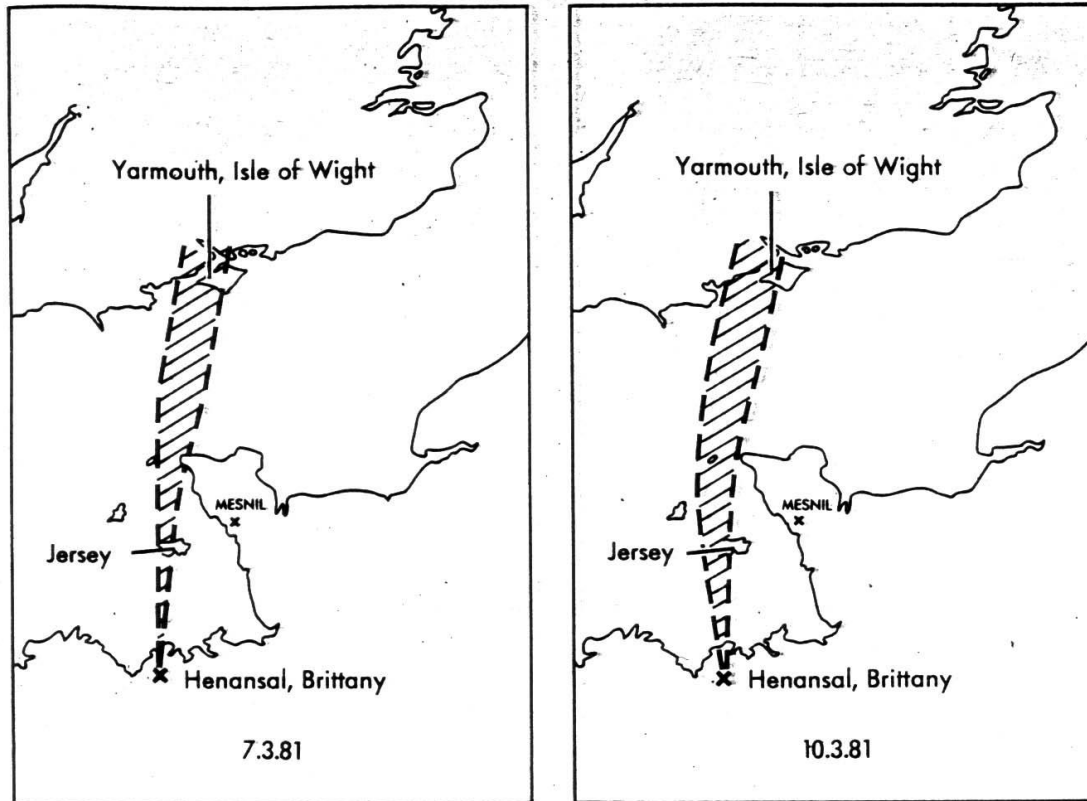 Yarmouth, Isle of Wight
MESNIL
Jersey
Henansal, Brittany
7.3.81
Yarmouth, Isle of Wight
MESNIL
Jersey
Henansal, Brittany
10.3.81